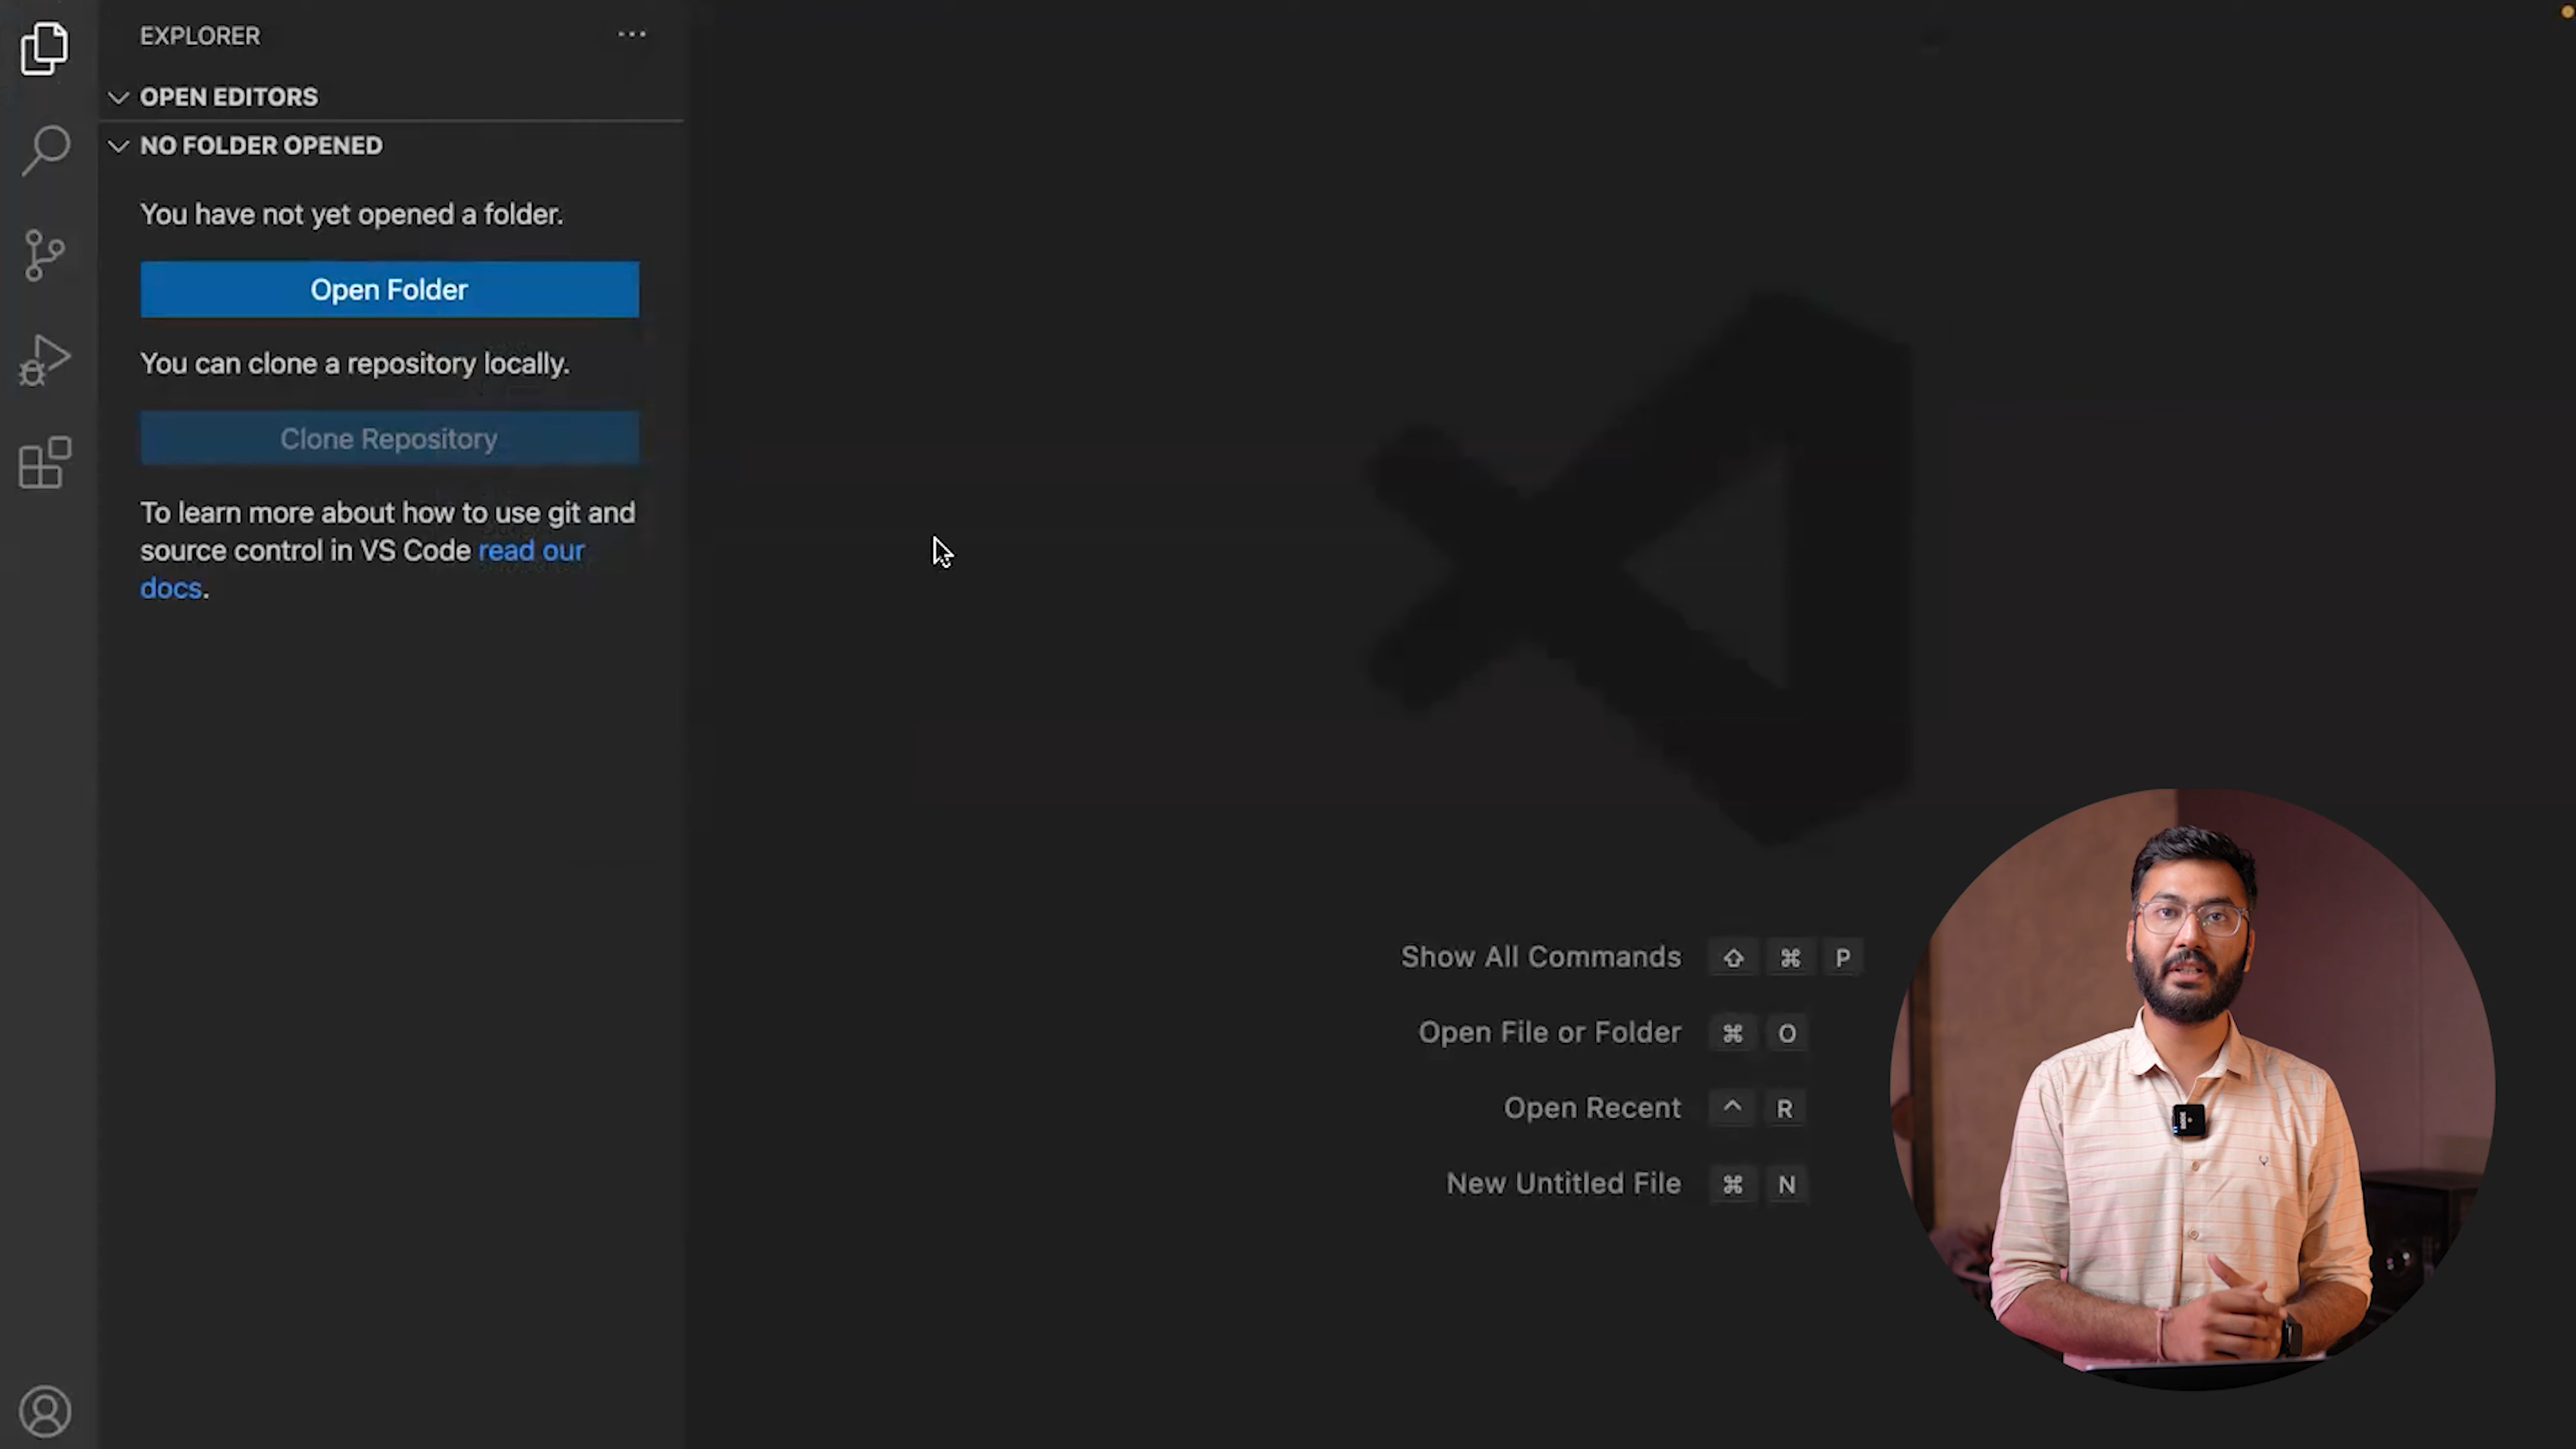 EXPLORER
OPEN EDITORS
NO FOLDER OPENED
You have not yet opened a folder.
Open Folder
You can clone a repository locally.
Clone Repository
To learn more about how to use git and
source control in VS Code read our
docs.
Show All Commands ⇧ ⌘ P
Open File or Folder ⌘ O
Open Recent ^ R
New Untitled File ⌘ N